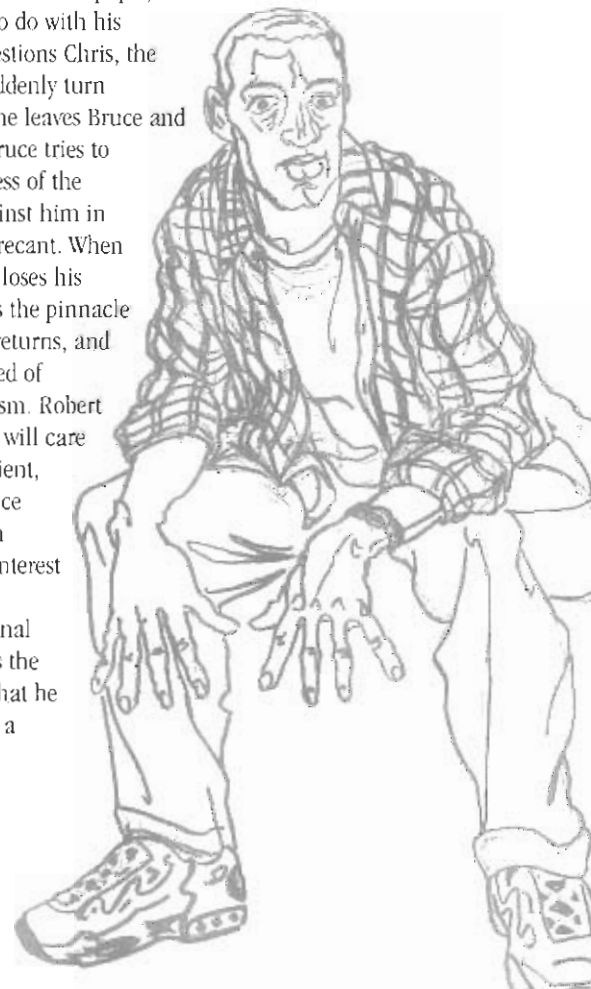 o do with his
estions Chris, the
ddenly turn
ne leaves Bruce and
ruce tries to
ess of the
inst him in
recant. When
loses his
s the pinnacle
returns, and
ed of
sm. Robert
will care
ient,
ce
n
nterest
nal
s the
hat he
a